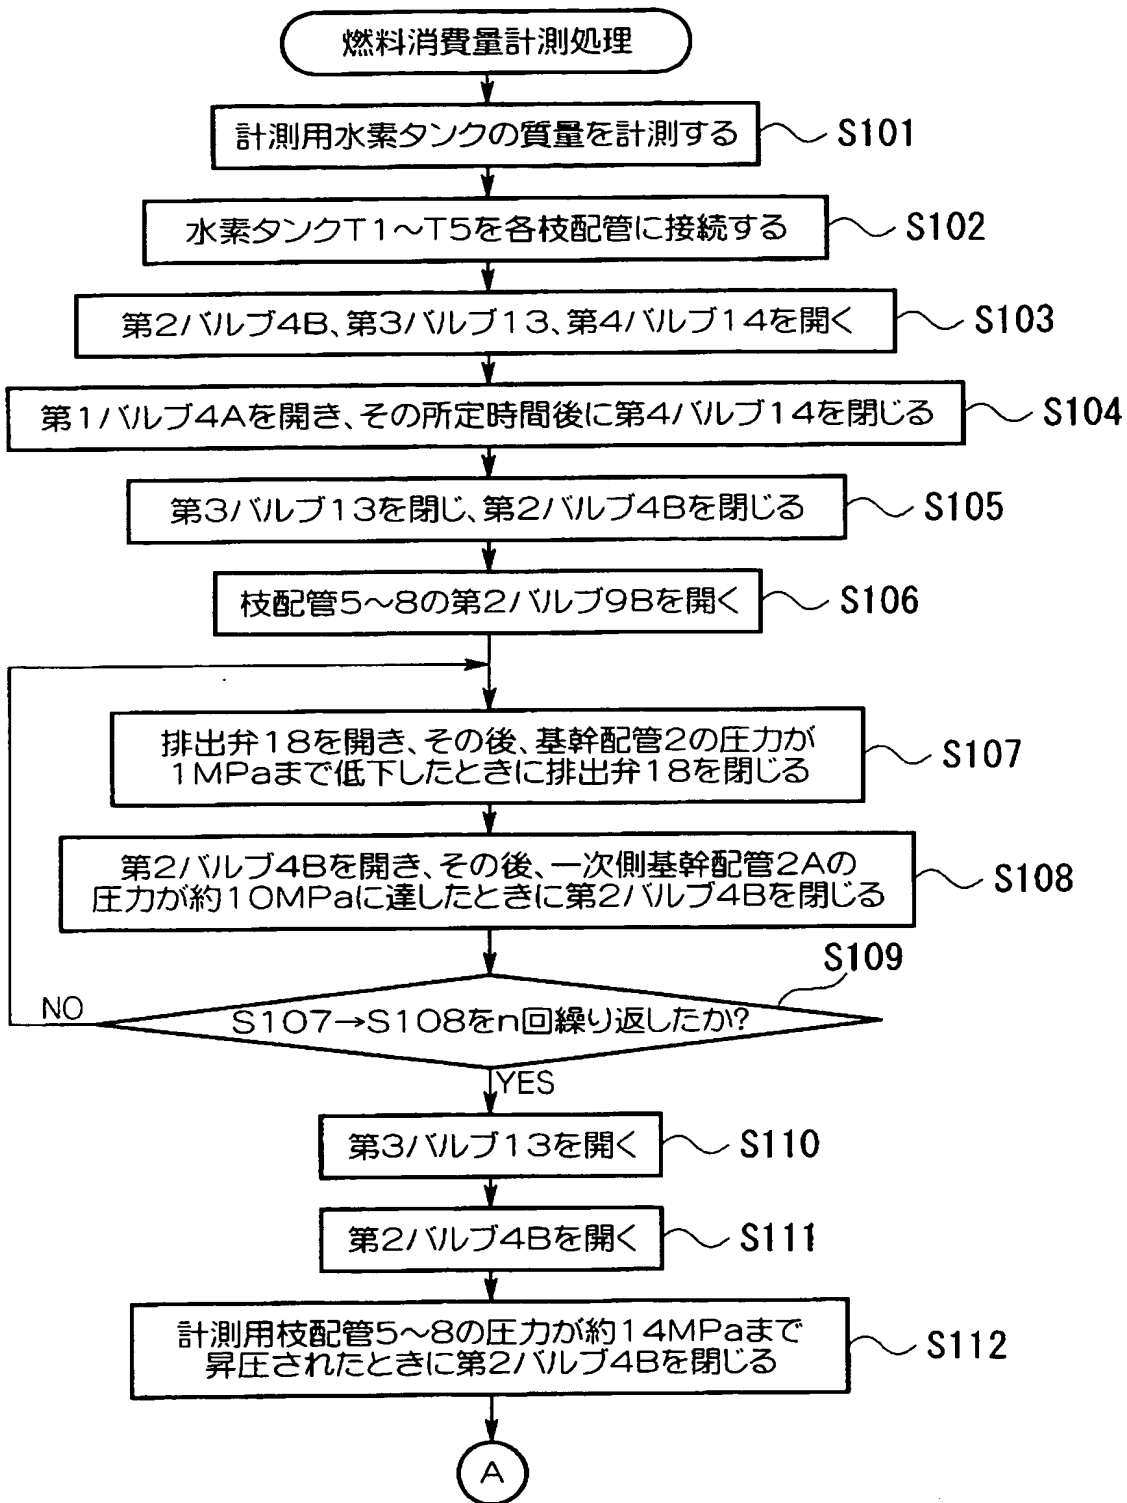 燃料消費量計測処理
計測用水素タンクの質量を計測する
S101
水素タンクT1～T5を各枝配管に接続する
S102
第2バルブ4B、第3バルブ13、第4バルブ14を開く
S103
第1バルブ4Aを開き、その所定時間後に第4バルブ14を閉じる
S104
第3バルブ13を閉じ、第2バルブ4Bを閉じる
S105
枝配管5～8の第2バルブ9Bを開く
S106
排出弁18を開き、その後、基幹配管2の圧力が
1MPaまで低下したときに排出弁18を閉じる
S107
第2バルブ4Bを開き、その後、一次側基幹配管2Aの
圧力が約10MPaに達したときに第2バルブ4Bを閉じる
S108
S109
NO
S107→S108をn回繰り返したか?
YES
第3バルブ13を開く
S110
第2バルブ4Bを開く
S111
計測用枝配管5～8の圧力が約14MPaまで
昇圧されたときに第2バルブ4Bを閉じる
S112
A